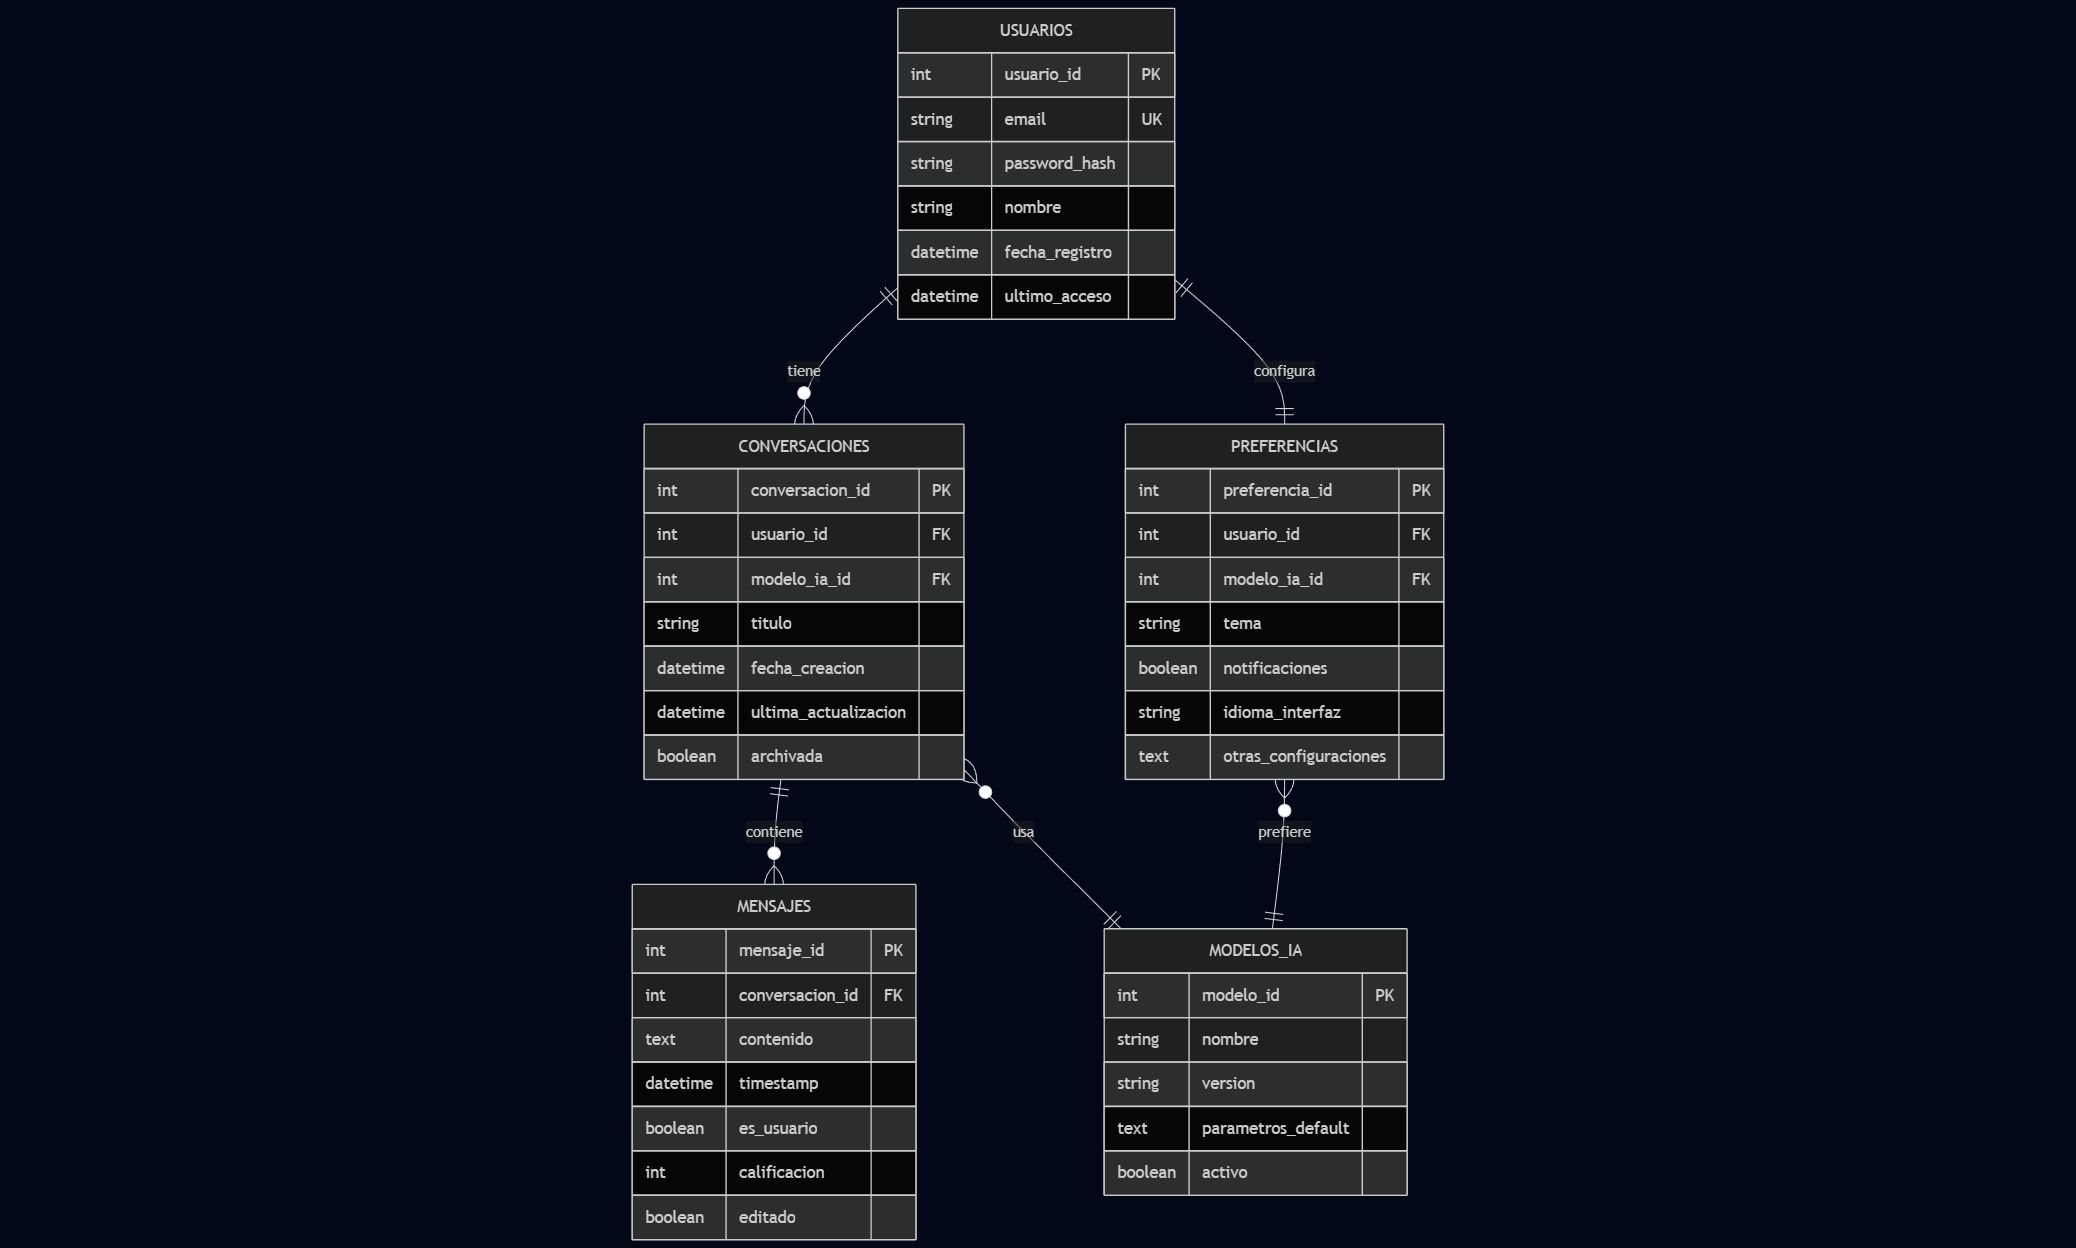 USUARIOS
int usuario_id PK
string email UK
string password_hash
string nombre
datetime fecha_registro
datetime ultimo_acceso
tiene
configura
CONVERSACIONES
int conversacion_id PK
int usuario_id FK
int modelo_ia_id FK
string titulo
datetime fecha_creacion
datetime ultima_actualizacion
boolean archivada
PREFERENCIAS
int preferencia_id PK
int usuario_id FK
int modelo_ia_id FK
string tema
boolean notificaciones
string idioma_interfaz
text otras_configuraciones
contiene
usa
prefiere
MENSAJES
int mensaje_id PK
int conversacion_id FK
text contenido
datetime timestamp
boolean es_usuario
int calificacion
boolean editado
MODELOS_IA
int modelo_id PK
string nombre
string version
text parametros_default
boolean activo